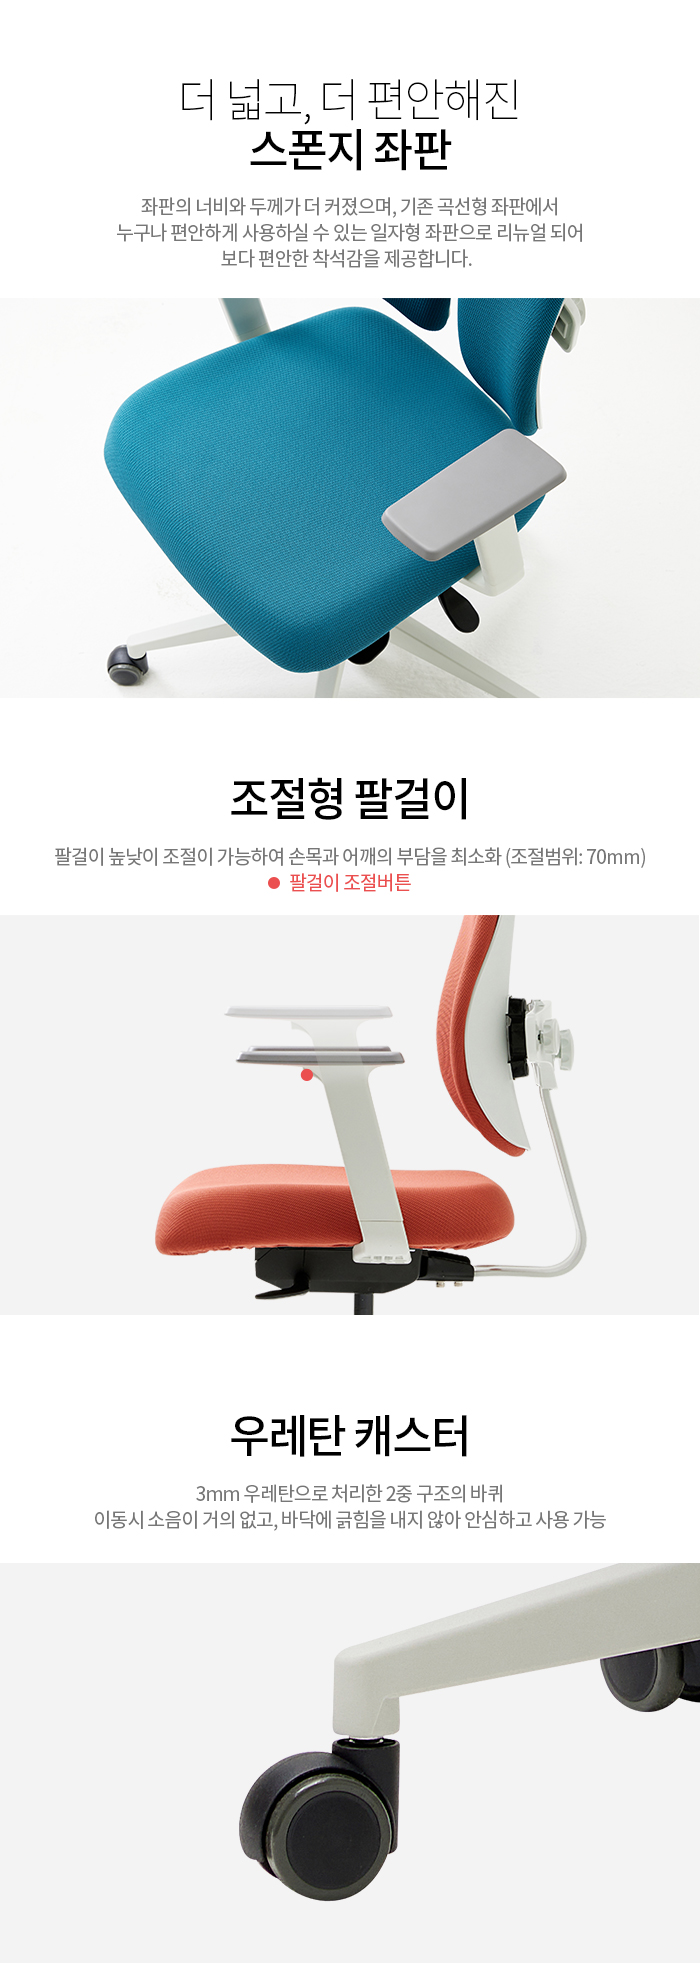 더 넓고, 더 편안해진
스폰지 좌판
좌판의 너비와 두께가 더 커졌으며, 기존 곡선형 좌판에서
누구나 편안하게 사용하실 수 있는 일자형 좌판으로 리뉴얼 되어
보다 편안한 착석감을 제공합니다.
조절형 팔걸이
팔걸이 높낮이 조절이 가능하여 손목과 어깨의 부담을 최소화 (조절범위: 70mm)
● 팔걸이 조절버튼
우레탄 캐스터
3mm 우레탄으로 처리한 2중 구조의 바퀴
이동시 소음이 거의 없고, 바닥에 긁힘을 내지 않아 안심하고 사용 가능